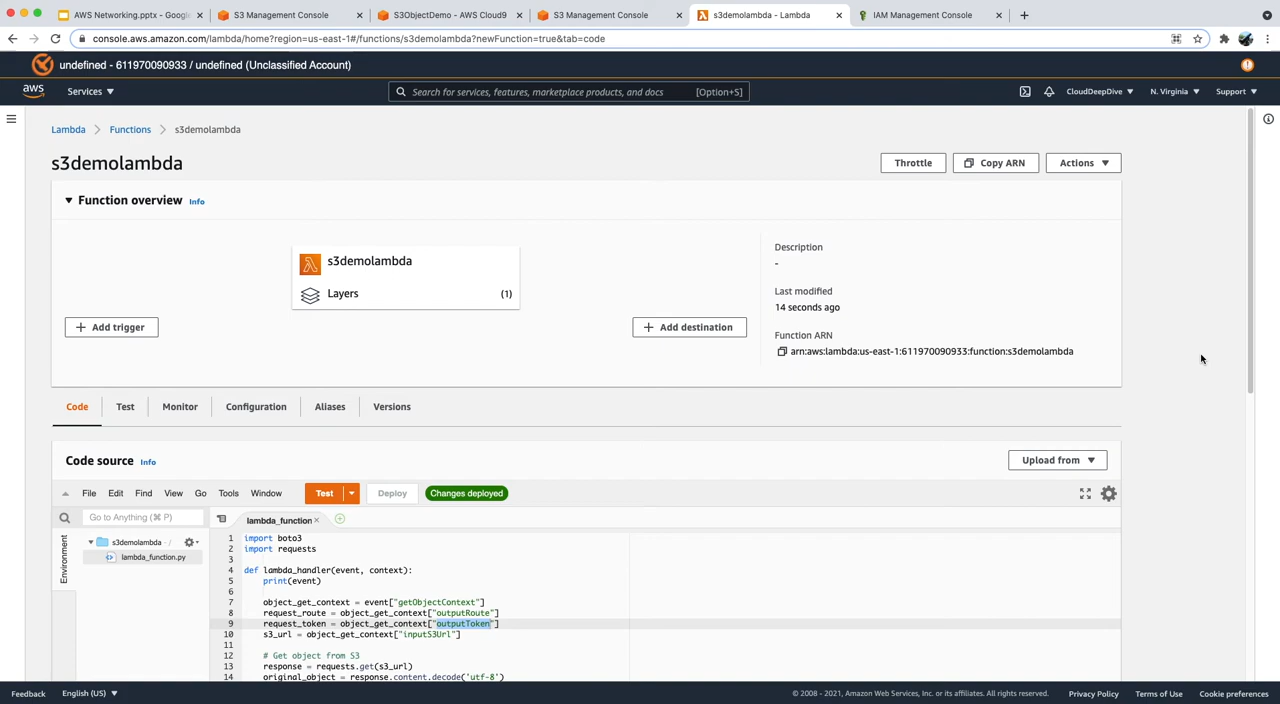 AWS Networking.pptx - Google
S3 Management Console
S3ObjectDemo - AWS Cloud9
S3 Management Console
s3demolambda - Lambda
IAM Management Console
console.aws.amazon.com/lambda/home?region=us-east-1#/functions/s3demolambda?newFunction=true&tab=code
undefined - 611970090933 / undefined (Unclassified Account)
aws
Services
Search for services, features, marketplace products, and docs [Option+S]
CloudDeepDive
N. Virginia
Support
Lambda
Functions
s3demolambda
s3demolambda
Throttle
Copy ARN
Actions
Function overview Info
s3demolambda
Layers (1)
+ Add trigger
+ Add destination
Description
-
Last modified
14 seconds ago
Function ARN
arn:aws:lambda:us-east-1:611970090933:function:s3demolambda
Code
Test
Monitor
Configuration
Aliases
Versions
Code source Info
Upload from
File Edit Find View Go Tools Window
Test
Deploy
Changes deployed
Go to Anything (⌘ P)
lambda_function
Environment
s3demolambda - /
lambda_function.py
1 import boto3
2 import requests
3
4 def lambda_handler(event, context):
5 print(event)
6
7 object_get_context = event["getObjectContext"]
8 request_route = object_get_context["outputRoute"]
9 request_token = object_get_context["outputToken"]
10 s3_url = object_get_context["inputS3Url"]
11
12 # Get object from S3
13 response = requests.get(s3_url)
14 original_object = response.content.decode('utf-8')
Feedback
English (US)
© 2008 - 2021, Amazon Web Services, Inc. or its affiliates. All rights reserved.
Privacy Policy
Terms of Use
Cookie preferences